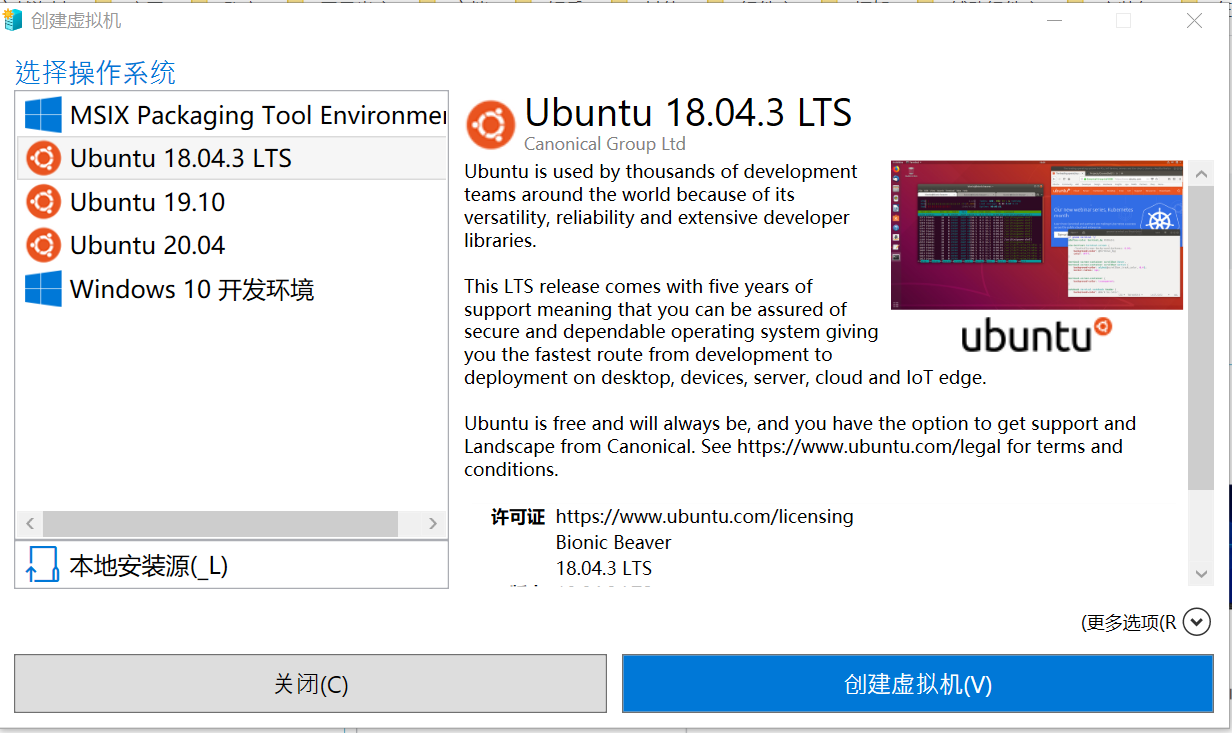 创建虚拟机
选择操作系统
MSIX Packaging Tool Environmen
Ubuntu 18.04.3 LTS
Ubuntu 19.10
Ubuntu 20.04
Windows 10 开发环境
本地安装源(_L)
Ubuntu 18.04.3 LTS
Canonical Group Ltd
Ubuntu is used by thousands of development
teams around the world because of its
versatility, reliability and extensive developer
libraries.
This LTS release comes with five years of
support meaning that you can be assured of
secure and dependable operating system giving
you the fastest route from development to
deployment on desktop, devices, server, cloud and IoT edge.
Ubuntu is free and will always be, and you have the option to get support and
Landscape from Canonical. See https://www.ubuntu.com/legal for terms and
conditions.
ubuntu
许可证 https://www.ubuntu.com/licensing
Bionic Beaver
18.04.3 LTS
(更多选项(R
关闭(C)
创建虚拟机(V)